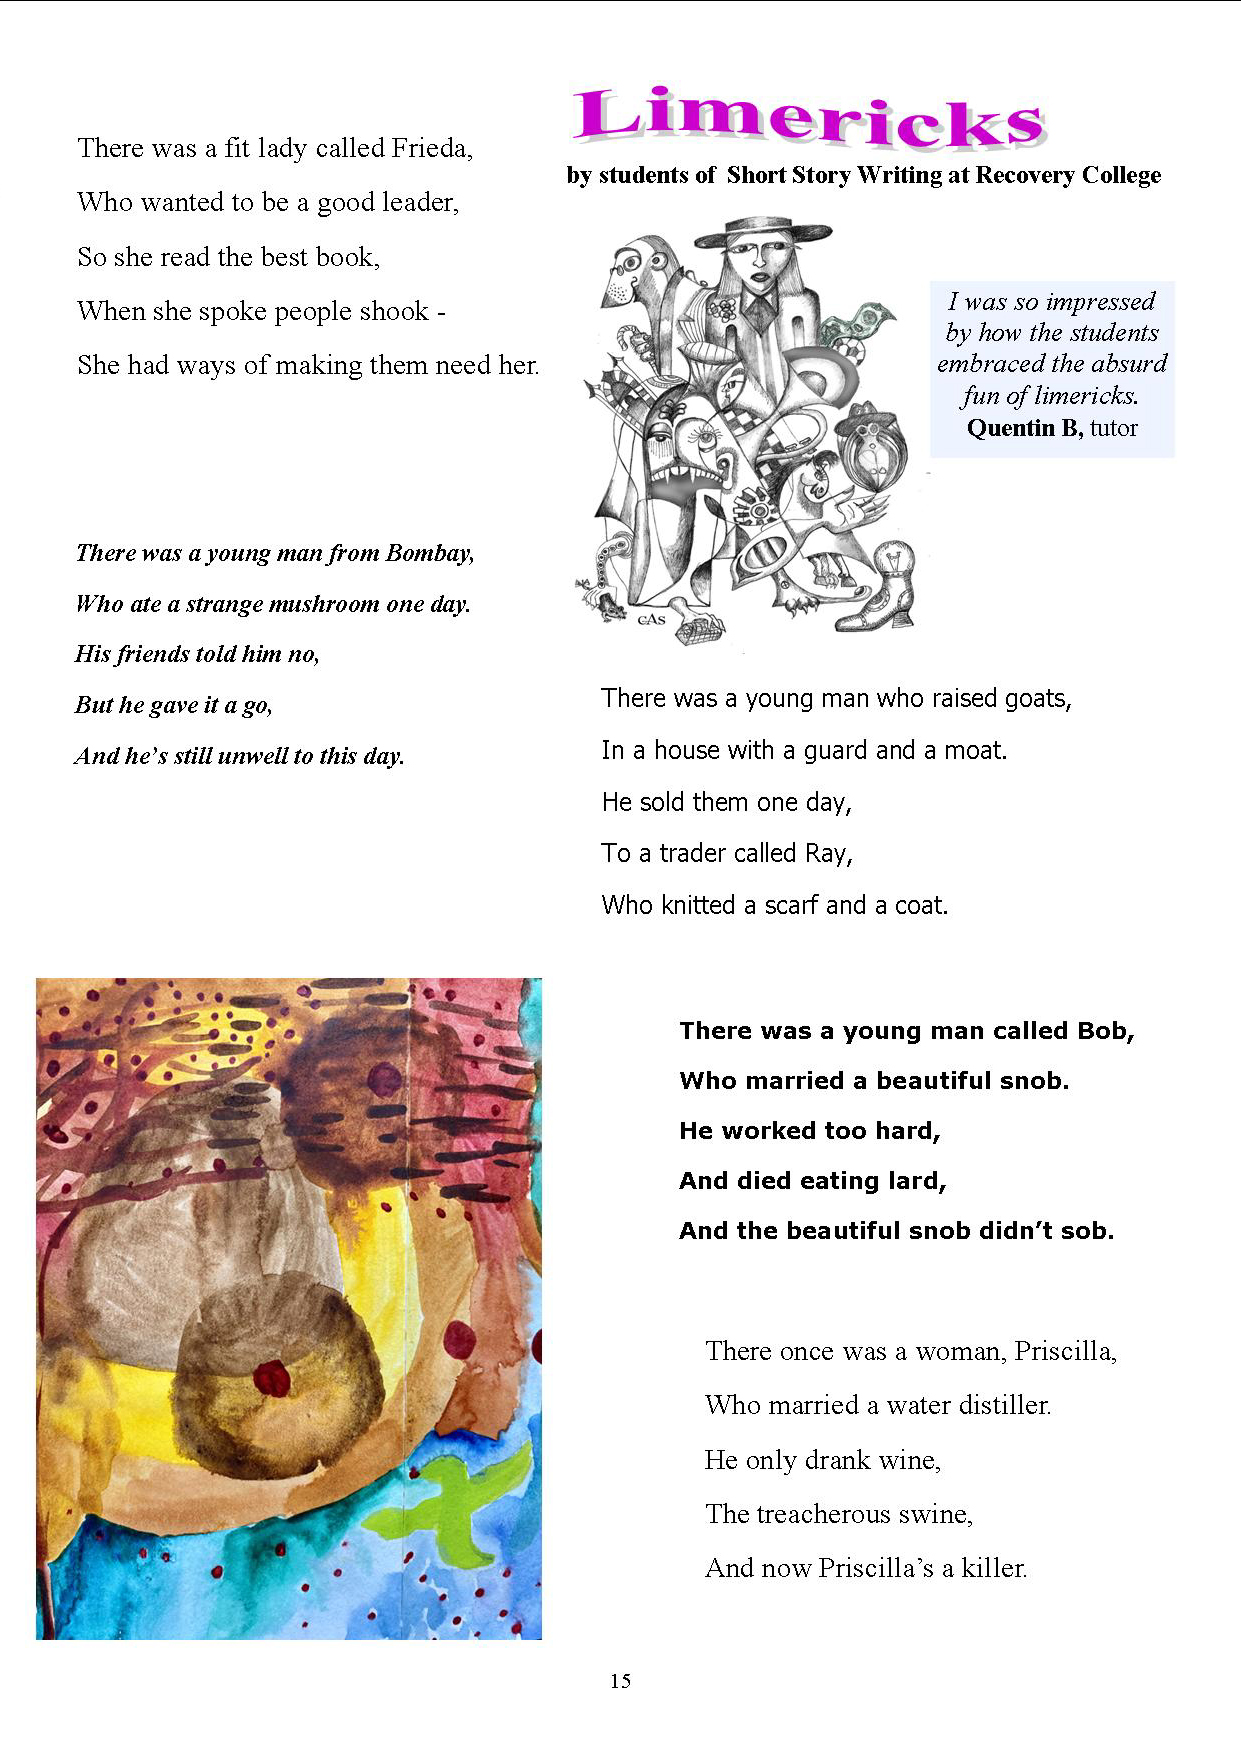 Limericks
by students of Short Story Writing at Recovery College
There was a fit lady called Frieda,
Who wanted to be a good leader,
So she read the best book,
When she spoke people shook -
She had ways of making them need her.
I was so impressed
by how the students
embraced the absurd
fun of limericks.
Quentin B, tutor
There was a young man from Bombay,
Who ate a strange mushroom one day.
His friends told him no,
But he gave it a go,
And he's still unwell to this day.
cAs
There was a young man who raised goats,
In a house with a guard and a moat.
He sold them one day,
To a trader called Ray,
Who knitted a scarf and a coat.
There was a young man called Bob,
Who married a beautiful snob.
He worked too hard,
And died eating lard,
And the beautiful snob didn’t sob.
There once was a woman, Priscilla,
Who married a water distiller.
He only drank wine,
The treacherous swine,
And now Priscilla’s a killer.
15